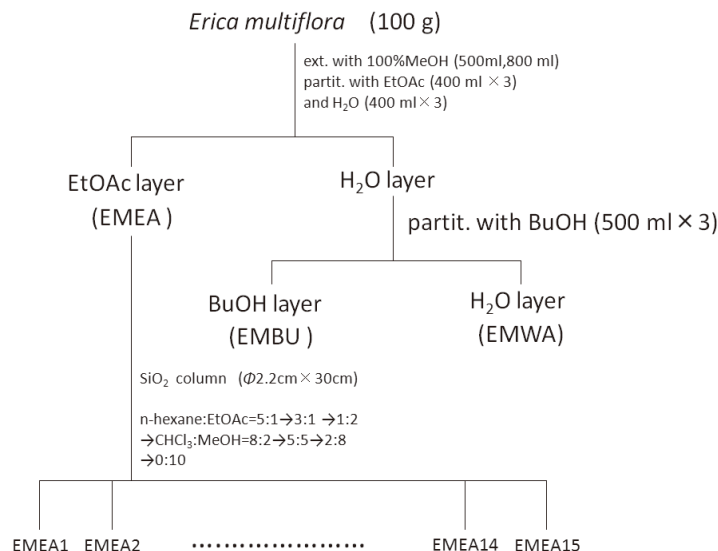 Erica multiflora (100 g)
ext. with 100%MeOH (500ml,800 ml)
partit. with EtOAc (400 ml ×3)
and H₂O (400 ml×3)
EtOAc layer
(EMEA )
H₂O layer
partit. with BuOH (500 ml × 3)
BuOH layer
(EMBU )
H₂O layer
(EMWA)
SiO₂ column (Φ2.2cm×30cm)
n-hexane:EtOAc=5:1→3:1 →1:2
→CHCl₃:MeOH=8:2→5:5→2:8
→0:10
EMEA1 EMEA2 ..................... EMEA14 EMEA15